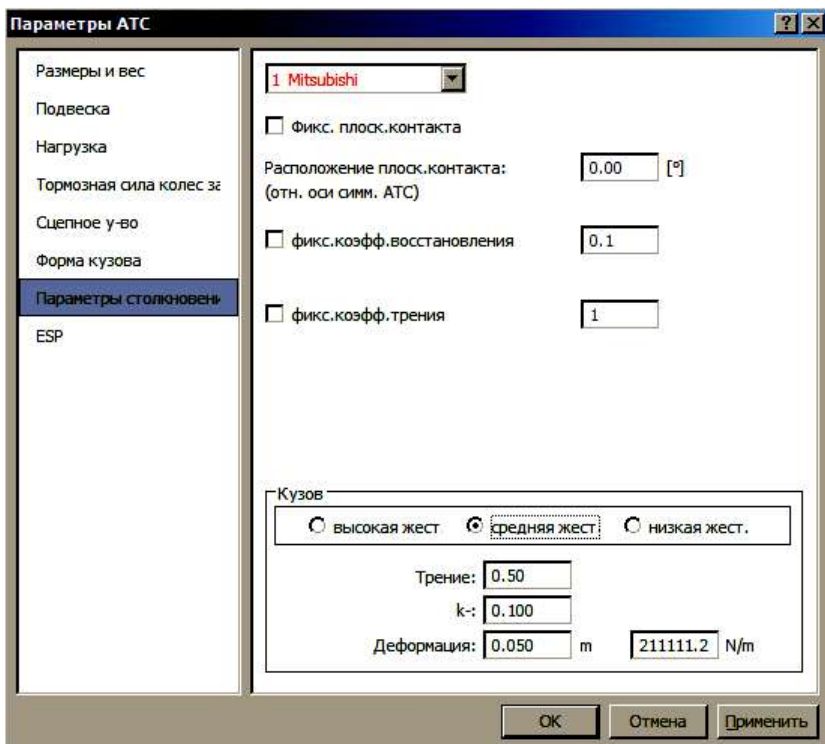 Параметры АТС
Размеры и вес
Подвеска
Нагрузка
Тормозная сила колес за
Сцепное у-во
Форма кузова
Параметры столкновени
ESP
1 Mitsubishi
Фикс. плоск.контакта
Расположение плоск.контакта: 0.00 [º]
(отн. оси симм. АТС)
фикс.коэфф.восстановления 0.1
фикс.коэфф.трения 1
Кузов
высокая жест средняя жест. низкая жест.
Трение: 0.50
k-: 0.100
Деформация: 0.050 m 211111.2 N/m
OK Отмена Применить